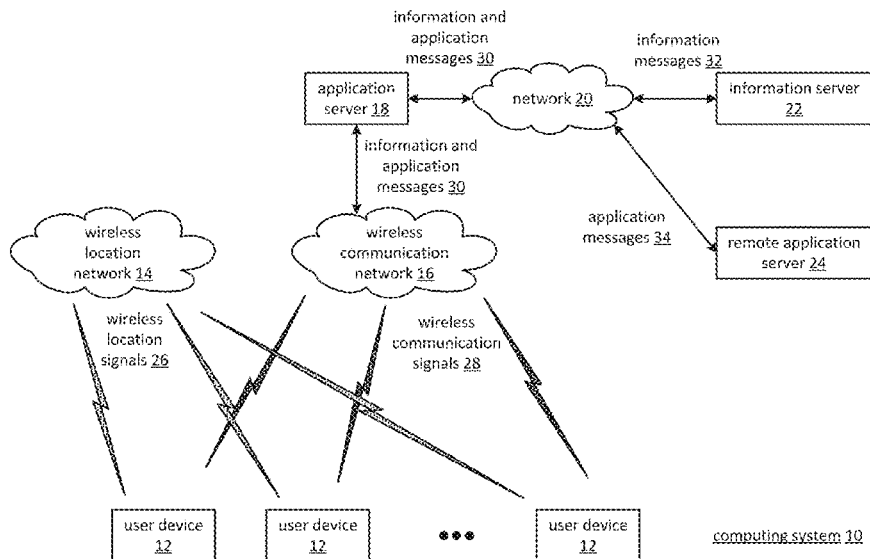 information and
application
messages 30
information
messages 32
application
server 18
network 20
information server
22
information and
application
messages 30
wireless
location
network 14
wireless
communication
network 16
application
messages 34
remote application
server 24
wireless
location
signals 26
wireless
communication
signals 28
user device
12
user device
12
user device
12
computing system 10